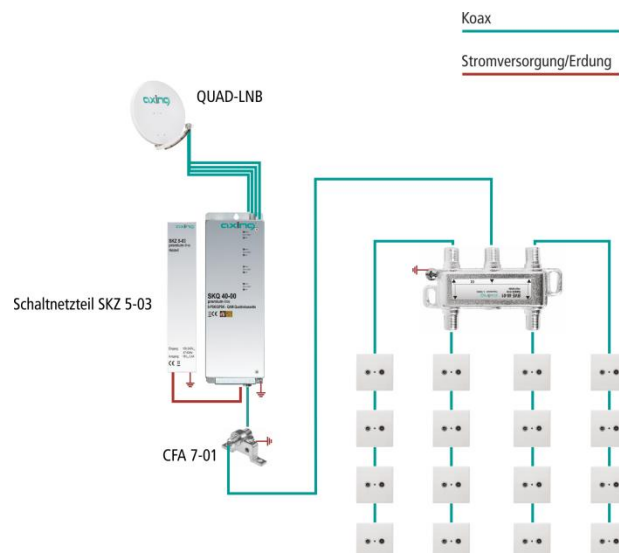 Koax
Stromversorgung/Erdung
QUAD-LNB
axing
axing
SKZ 5-03
SKQ 40-00
Schaltnetzteil SKZ 5-03
CFA 7-01